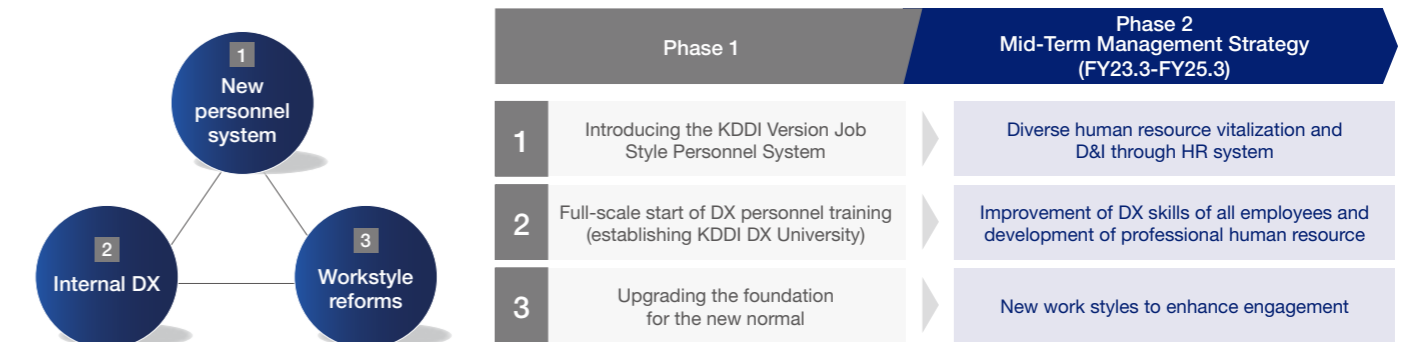 1
New
personnel
system
2
Internal DX
3
Workstyle
reforms
Phase 1
Phase 2
Mid-Term Management Strategy
(FY23.3-FY25.3)
1
Introducing the KDDI Version Job
Style Personnel System
Diverse human resource vitalization and
D&I through HR system
2
Full-scale start of DX personnel training
(establishing KDDI DX University)
Improvement of DX skills of all employees and
development of professional human resource
3
Upgrading the foundation
for the new normal
New work styles to enhance engagement